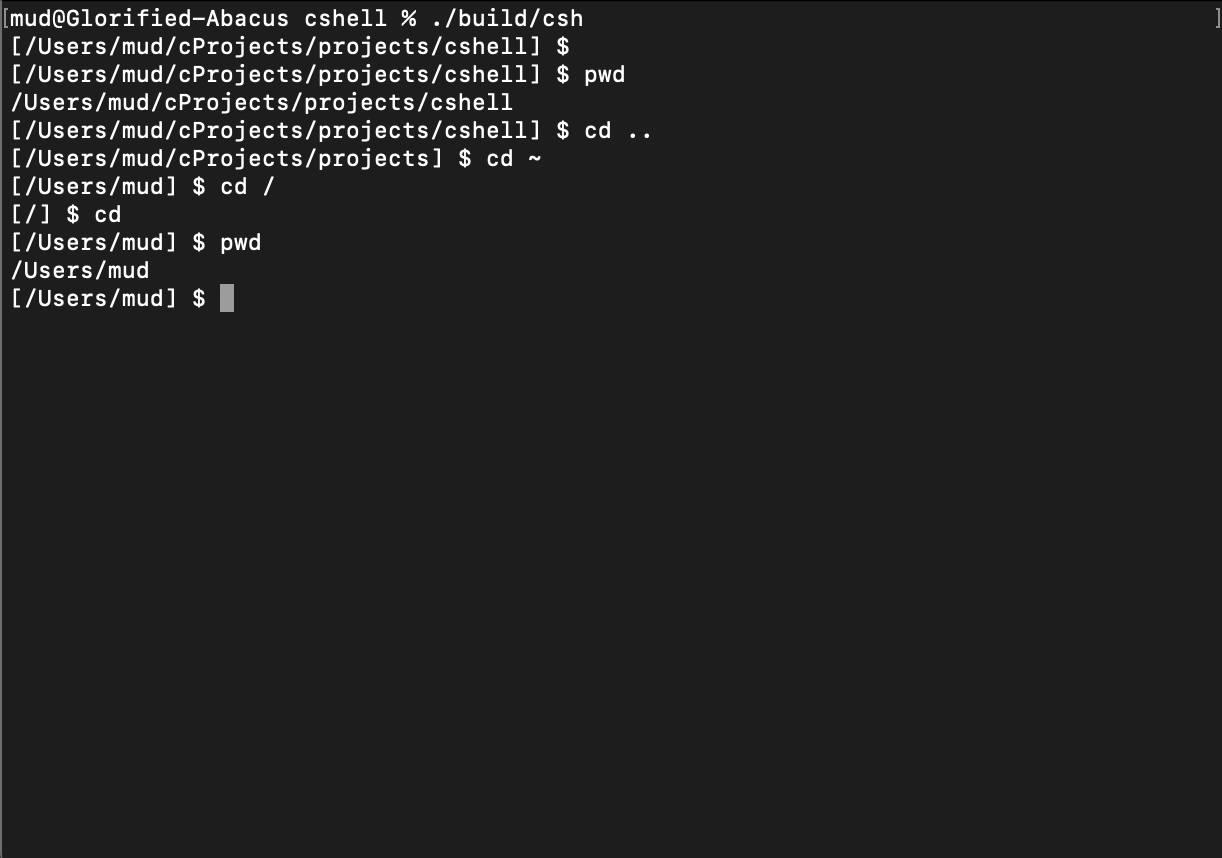 [mud@Glorified-Abacus cshell % ./build/csh ]
[/Users/mud/cProjects/projects/cshell] $
[/Users/mud/cProjects/projects/cshell] $ pwd
/Users/mud/cProjects/projects/cshell
[/Users/mud/cProjects/projects/cshell] $ cd ..
[/Users/mud/cProjects/projects] $ cd ~
[/Users/mud] $ cd /
[/] $ cd
[/Users/mud] $ pwd
/Users/mud
[/Users/mud] $